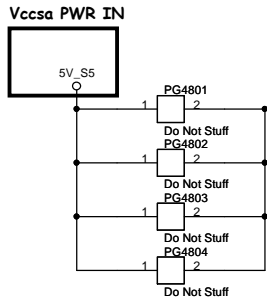 Vccsa PWR IN
5V_S5
PG4801
1 2
Do Not Stuff
PG4802
1 2
Do Not Stuff
PG4803
1 2
Do Not Stuff
PG4804
1 2
Do Not Stuff